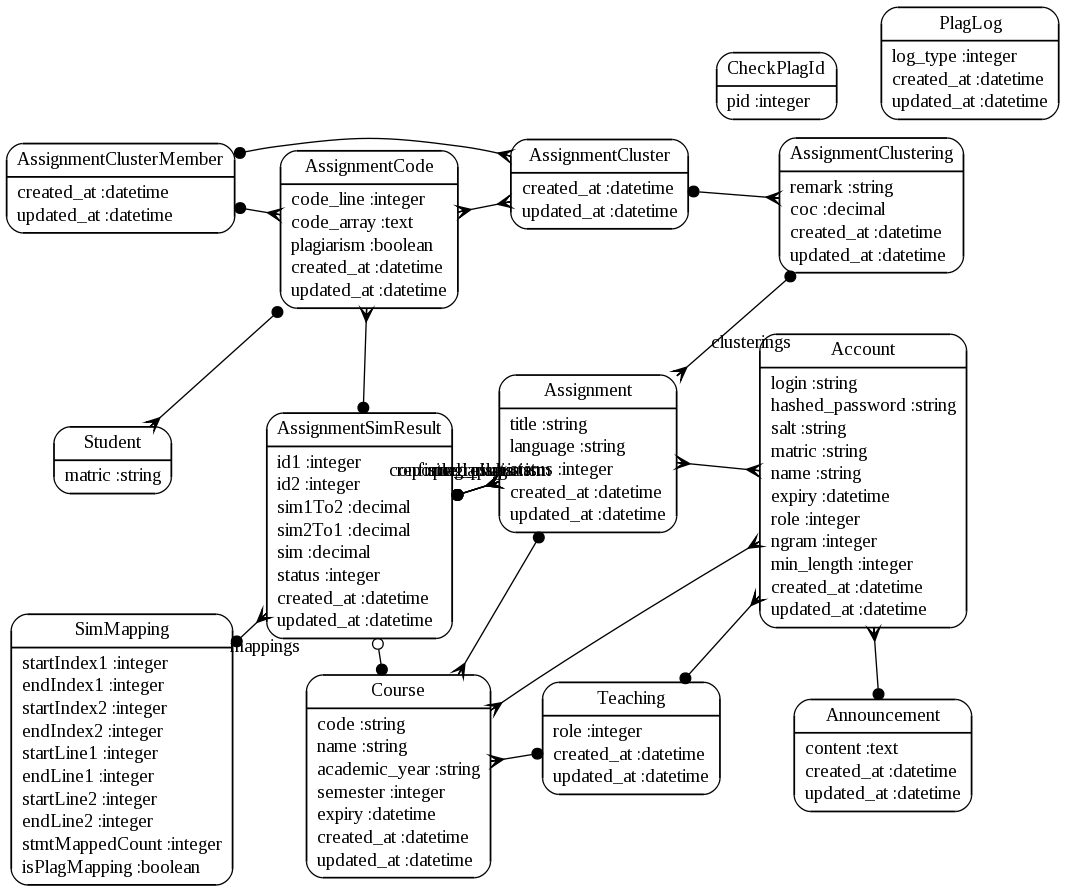 PlagLog
log_type :integer
created_at :datetime
updated_at :datetime
CheckPlagId
pid :integer
AssignmentClusterMember
created_at :datetime
updated_at :datetime
AssignmentCode
code_line :integer
code_array :text
plagiarism :boolean
created_at :datetime
updated_at :datetime
AssignmentCluster
created_at :datetime
updated_at :datetime
AssignmentClustering
remark :string
coc :decimal
created_at :datetime
updated_at :datetime
clusterings
Account
login :string
hashed_password :string
salt :string
matric :string
name :string
expiry :datetime
role :integer
ngram :integer
min_length :integer
created_at :datetime
updated_at :datetime
Assignment
title :string
language :string
:integer
created_at :datetime
updated_at :datetime
Student
matric :string
AssignmentSimResult
id1 :integer
id2 :integer
sim1To2 :decimal
sim2To1 :decimal
sim :decimal
status :integer
created_at :datetime
updated_at :datetime
mappings
SimMapping
startIndex1 :integer
endIndex1 :integer
startIndex2 :integer
endIndex2 :integer
startLine1 :integer
endLine1 :integer
startLine2 :integer
endLine2 :integer
stmtMappedCount :integer
isPlagMapping :boolean
Course
code :string
name :string
academic_year :string
semester :integer
expiry :datetime
created_at :datetime
updated_at :datetime
Teaching
role :integer
created_at :datetime
updated_at :datetime
Announcement
content :text
created_at :datetime
updated_at :datetime